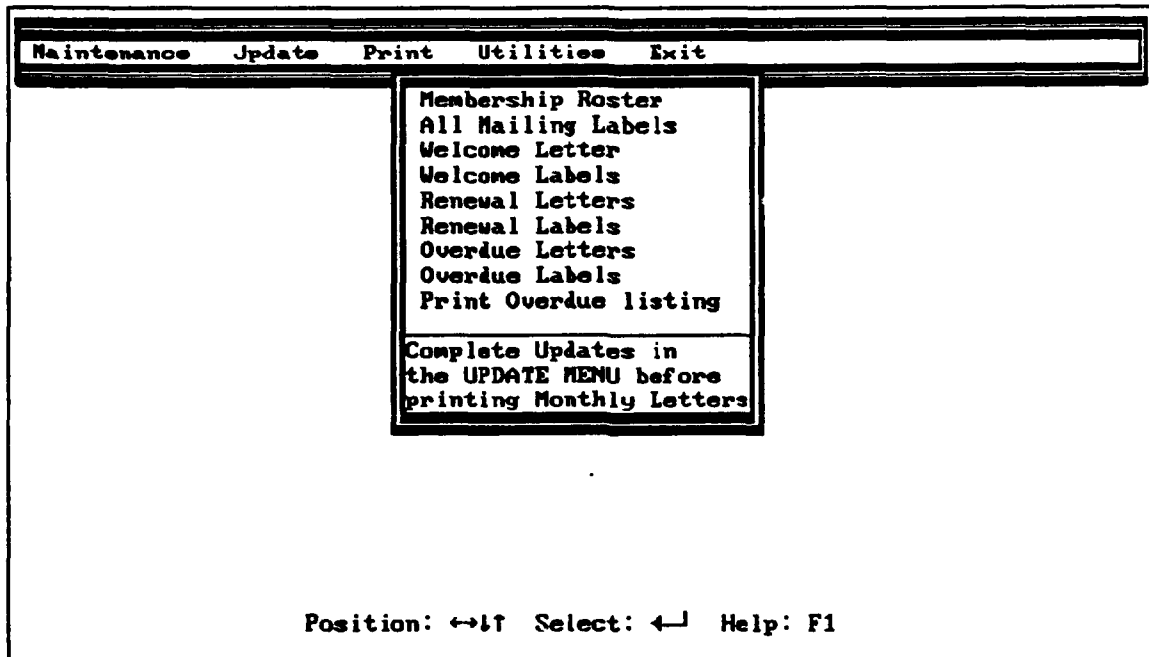 Maintenance Update Print Utilities Exit
Membership Roster
All Mailing Labels
Welcome Letter
Welcome Labels
Renewal Letters
Renewal Labels
Overdue Letters
Overdue Labels
Print Overdue listing
Complete Updates in
the UPDATE MENU before
printing Monthly Letters
Position: ↔↓↑ Select: ↵ Help: F1